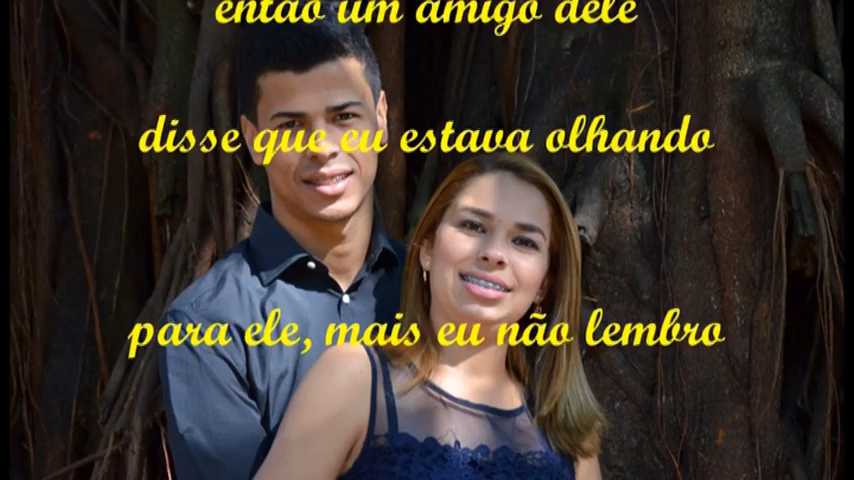 então um amigo dele
disse que eu estava olhando
para ele, mais eu não lembro